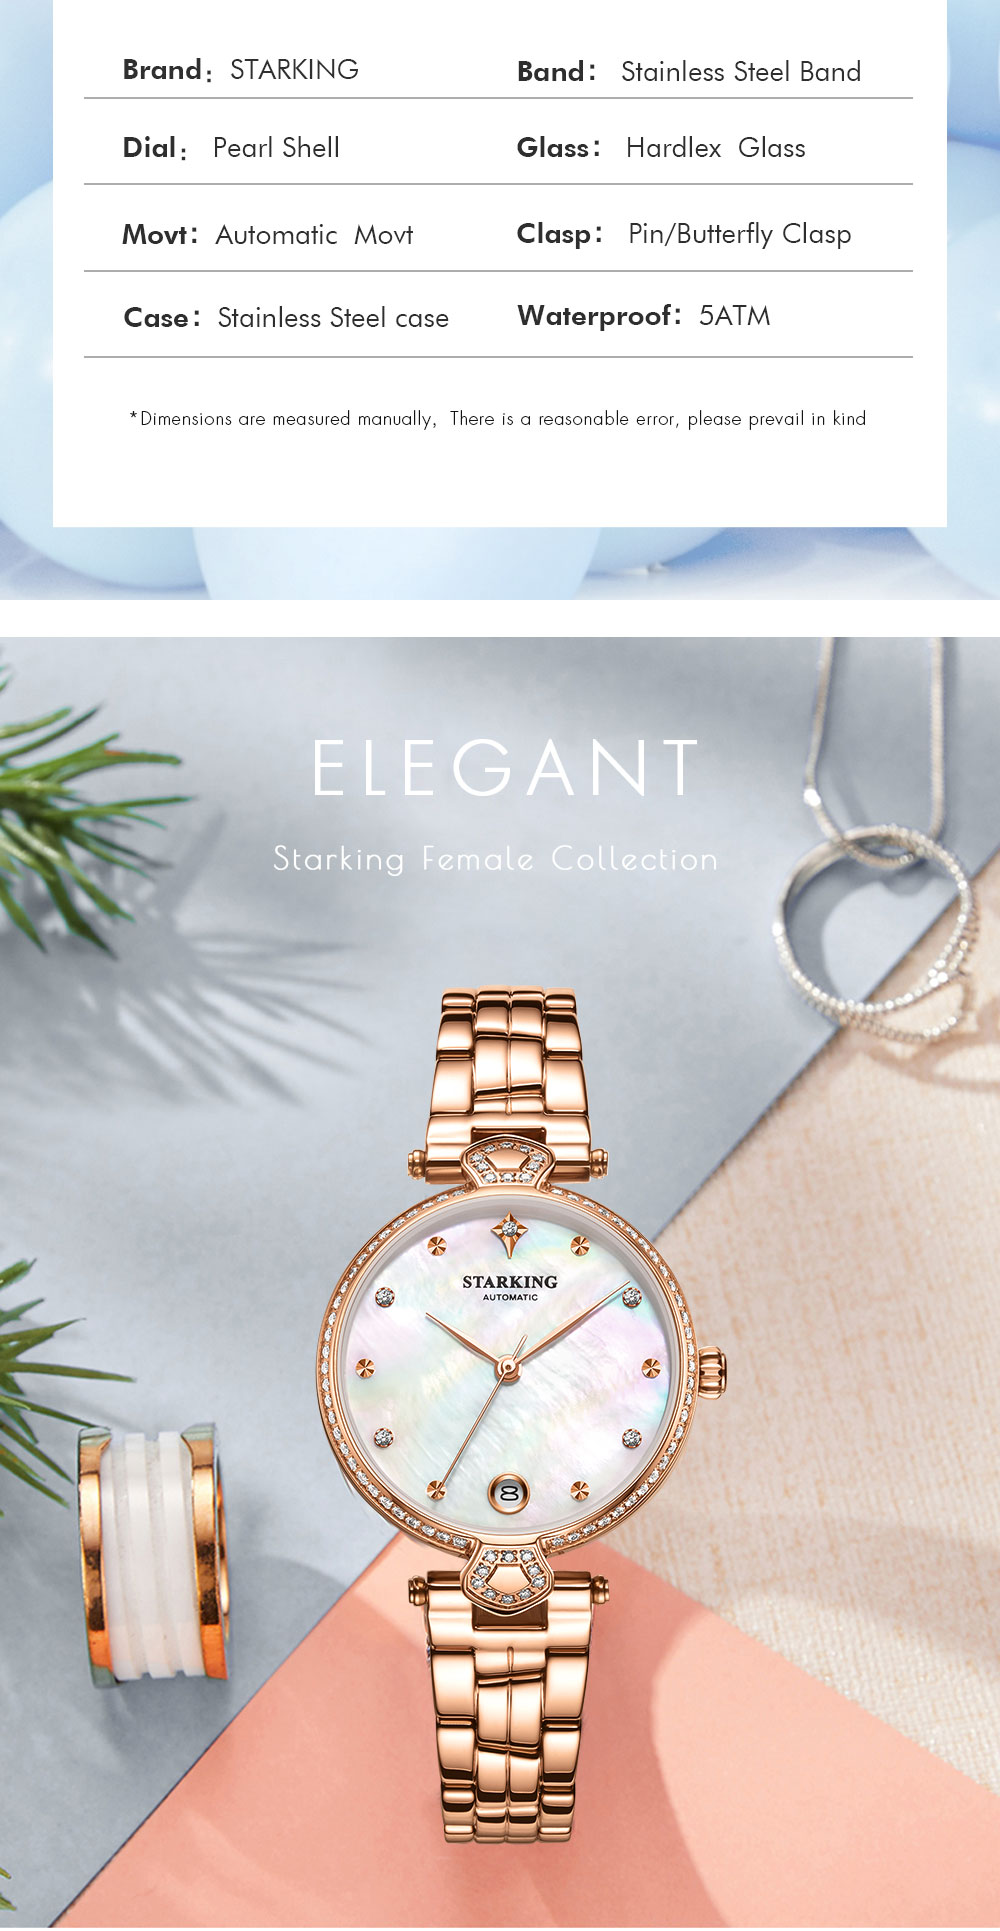 Brand： STARKING
Band： Stainless Steel Band
Dial： Pearl Shell
Glass： Hardlex Glass
Movt： Automatic Movt
Clasp： Pin/Butterfly Clasp
Case： Stainless Steel case
Waterproof： 5ATM
*Dimensions are measured manually，There is a reasonable error, please prevail in kind
ELEGANT
Starking Female Collection
STARKING
AUTOMATIC
8